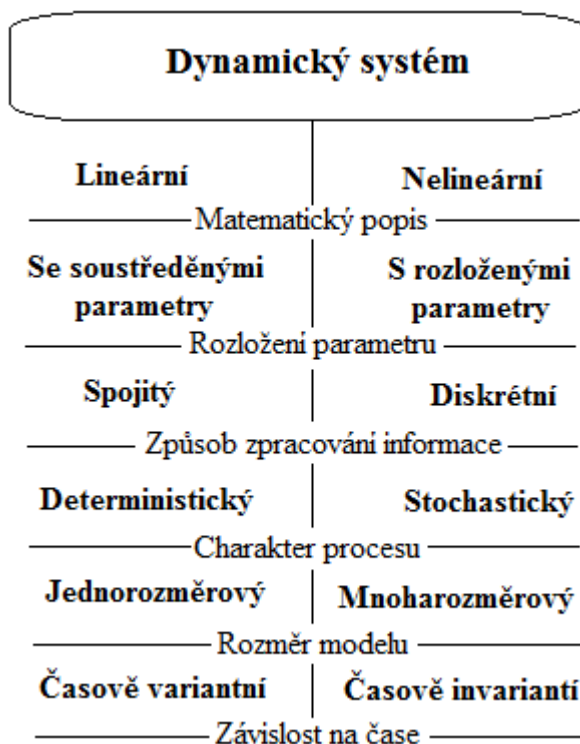 Dynamický systém
Lineární Nelineární
Matematický popis
Se soustředěnými S rozloženými
parametry parametry
Rozložení parametru
Spojitý Diskrétní
Způsob zpracování informace
Deterministický Stochastický
Charakter procesu
Jednorozměrový Mnoharozměrový
Rozměr modelu
Časově variantní Časově invariantí
Závislost na čase